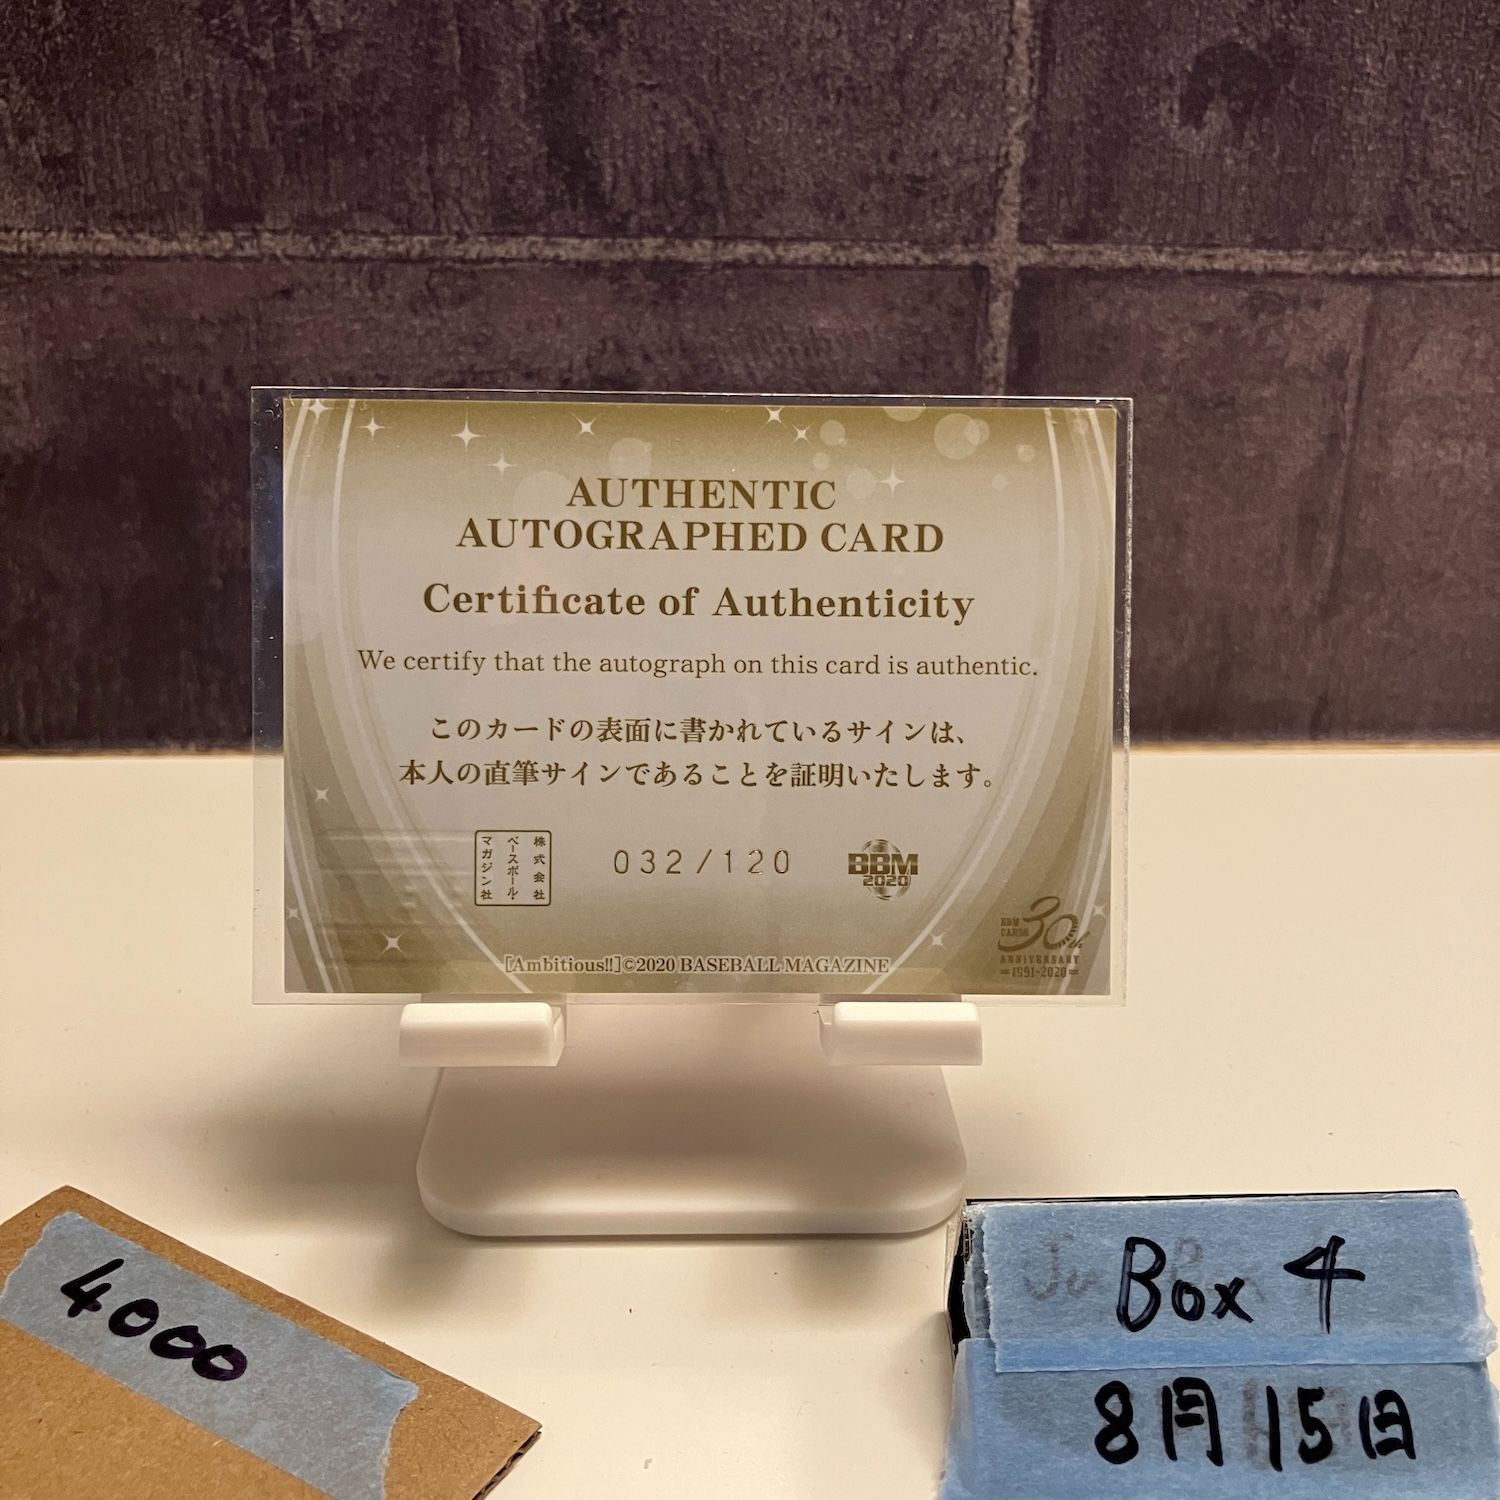 AUTHENTIC
AUTOGRAPHED CARD
Certificate of Authenticity
We certify that the autograph on this card is authentic.
このカードの表面に書かれているサインは、
本人の直筆サインであることを証明いたします。
株式会社
ベースボール・
マガジン社
032/120
BBM
2020
BBM
CARDS
30th
ANNIVERSARY
=1991-2020=
[Ambitious!!]©2020 BASEBALL MAGAZINE
4000
Box 4
8月15日